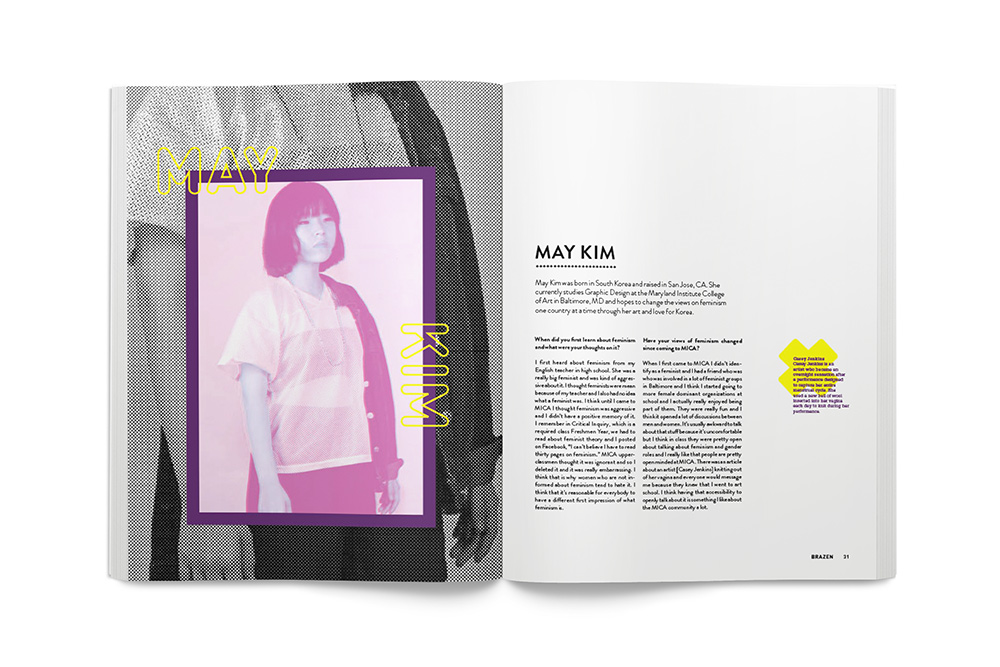 MAY
KIM
MAY KIM
May Kim was born in South Korea and raised in San Jose, CA. She
currently studies Graphic Design at the Maryland Institute College
of Art in Baltimore, MD and hopes to change the views on feminism
one country at a time through her art and love for Korea.
When did you first learn about feminism
and what were your thoughts on it?
I first heard about feminism from my
English teacher in high school. She was a
really big feminist and was kind of aggres-
sive about it. I thought feminists were mean
because of my teacher and I also had no idea
what a feminist was. I think until I came to
MICA I thought feminism was aggressive
and I didn't have a positive memory of it.
I remember in Critical Inquiry, which is a
required class Freshmen Year, we had to
read about feminist theory and I posted
on Facebook, "I can't believe I have to read
thirty pages on feminism." MICA upper-
classmen thought it was ignorant and so I
deleted it and it was really embarrassing. I
think that is why women who are not in-
formed about feminism tend to hate it. I
think that it's reasonable for everybody to
have a different first impression of what
feminism is.
Have your views of feminism changed
since coming to MICA?
When I first came to MICA I didn't iden-
tify as a feminist and I had a friend who was
who was involved in a lot of feminist groups
in Baltimore and I think I started going to
more female dominant organizations at
school and I actually really enjoyed being
part of them. They were really fun and I
think it opened a lot of discussions between
men and women. It's usually awkward to talk
about that stuff because it's uncomfortable
but I think in class they were pretty open
about talking about feminism and gender
roles and I really like that people are pretty
open minded at MICA. There was an article
about an artist [Casey Jenkins] knitting out
of her vagina and everyone would message
me because they knew that I went to art
school. I think having that accessibility to
openly talk about it is something I like about
the MICA community a lot.
Casey Jenkins
Casey Jenkins is an
artist who became an
overnight sensation after
a performance designed
to capture her entire
menstrual cycle. She
used a new ball of wool
inserted into her vagina
each day to knit during her
performance.
BRAZEN 31